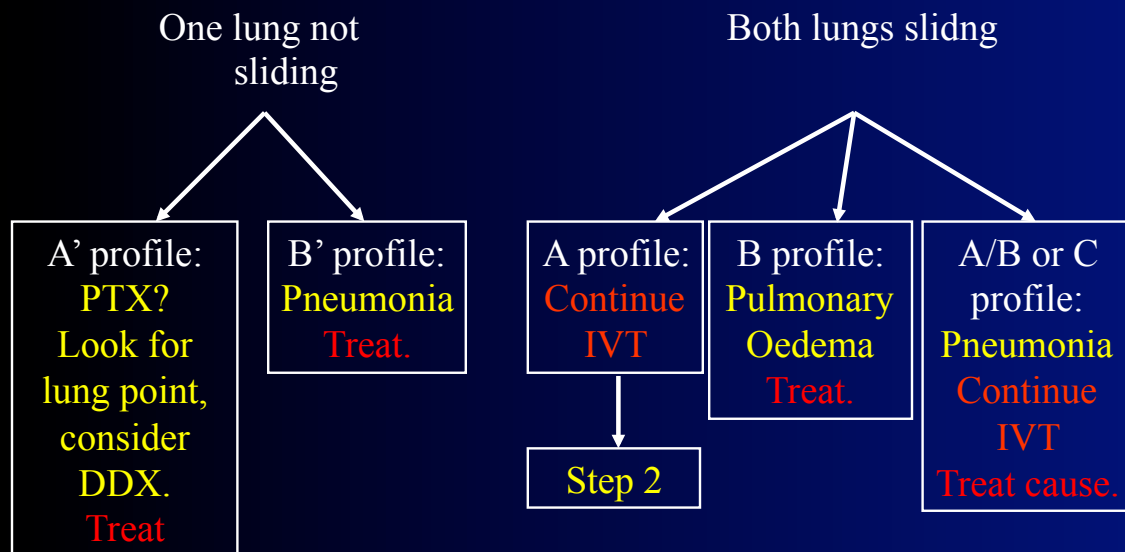 One lung not
sliding
Both lungs slidng
A’ profile:
PTX?
Look for
lung point,
consider
DDX.
Treat
B’ profile:
Pneumonia
Treat.
A profile:
Continue
IVT
Step 2
B profile:
Pulmonary
Oedema
Treat.
A/B or C
profile:
Pneumonia
Continue
IVT
Treat cause.